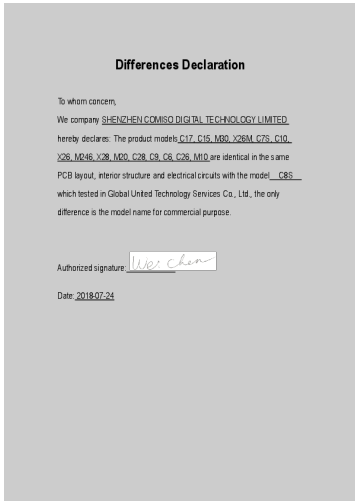 Differences Declaration
To whom concern,
We company SHENZHEN COMISO DIGITAL TECHNOLOGY LIMITED
hereby declares: The product models C17, C15, M30, X26M, C7S, C10,
X26, M246, X28, M20, C28, C9, C6, C26, M10 are identical in the same
PCB layout, interior structure and electrical circuits with the model C8S
which tested in Global United Technology Services Co., Ltd., the only
difference is the model name for commercial purpose.
Authorized signature: Wei Chen
Date: 2018-07-24